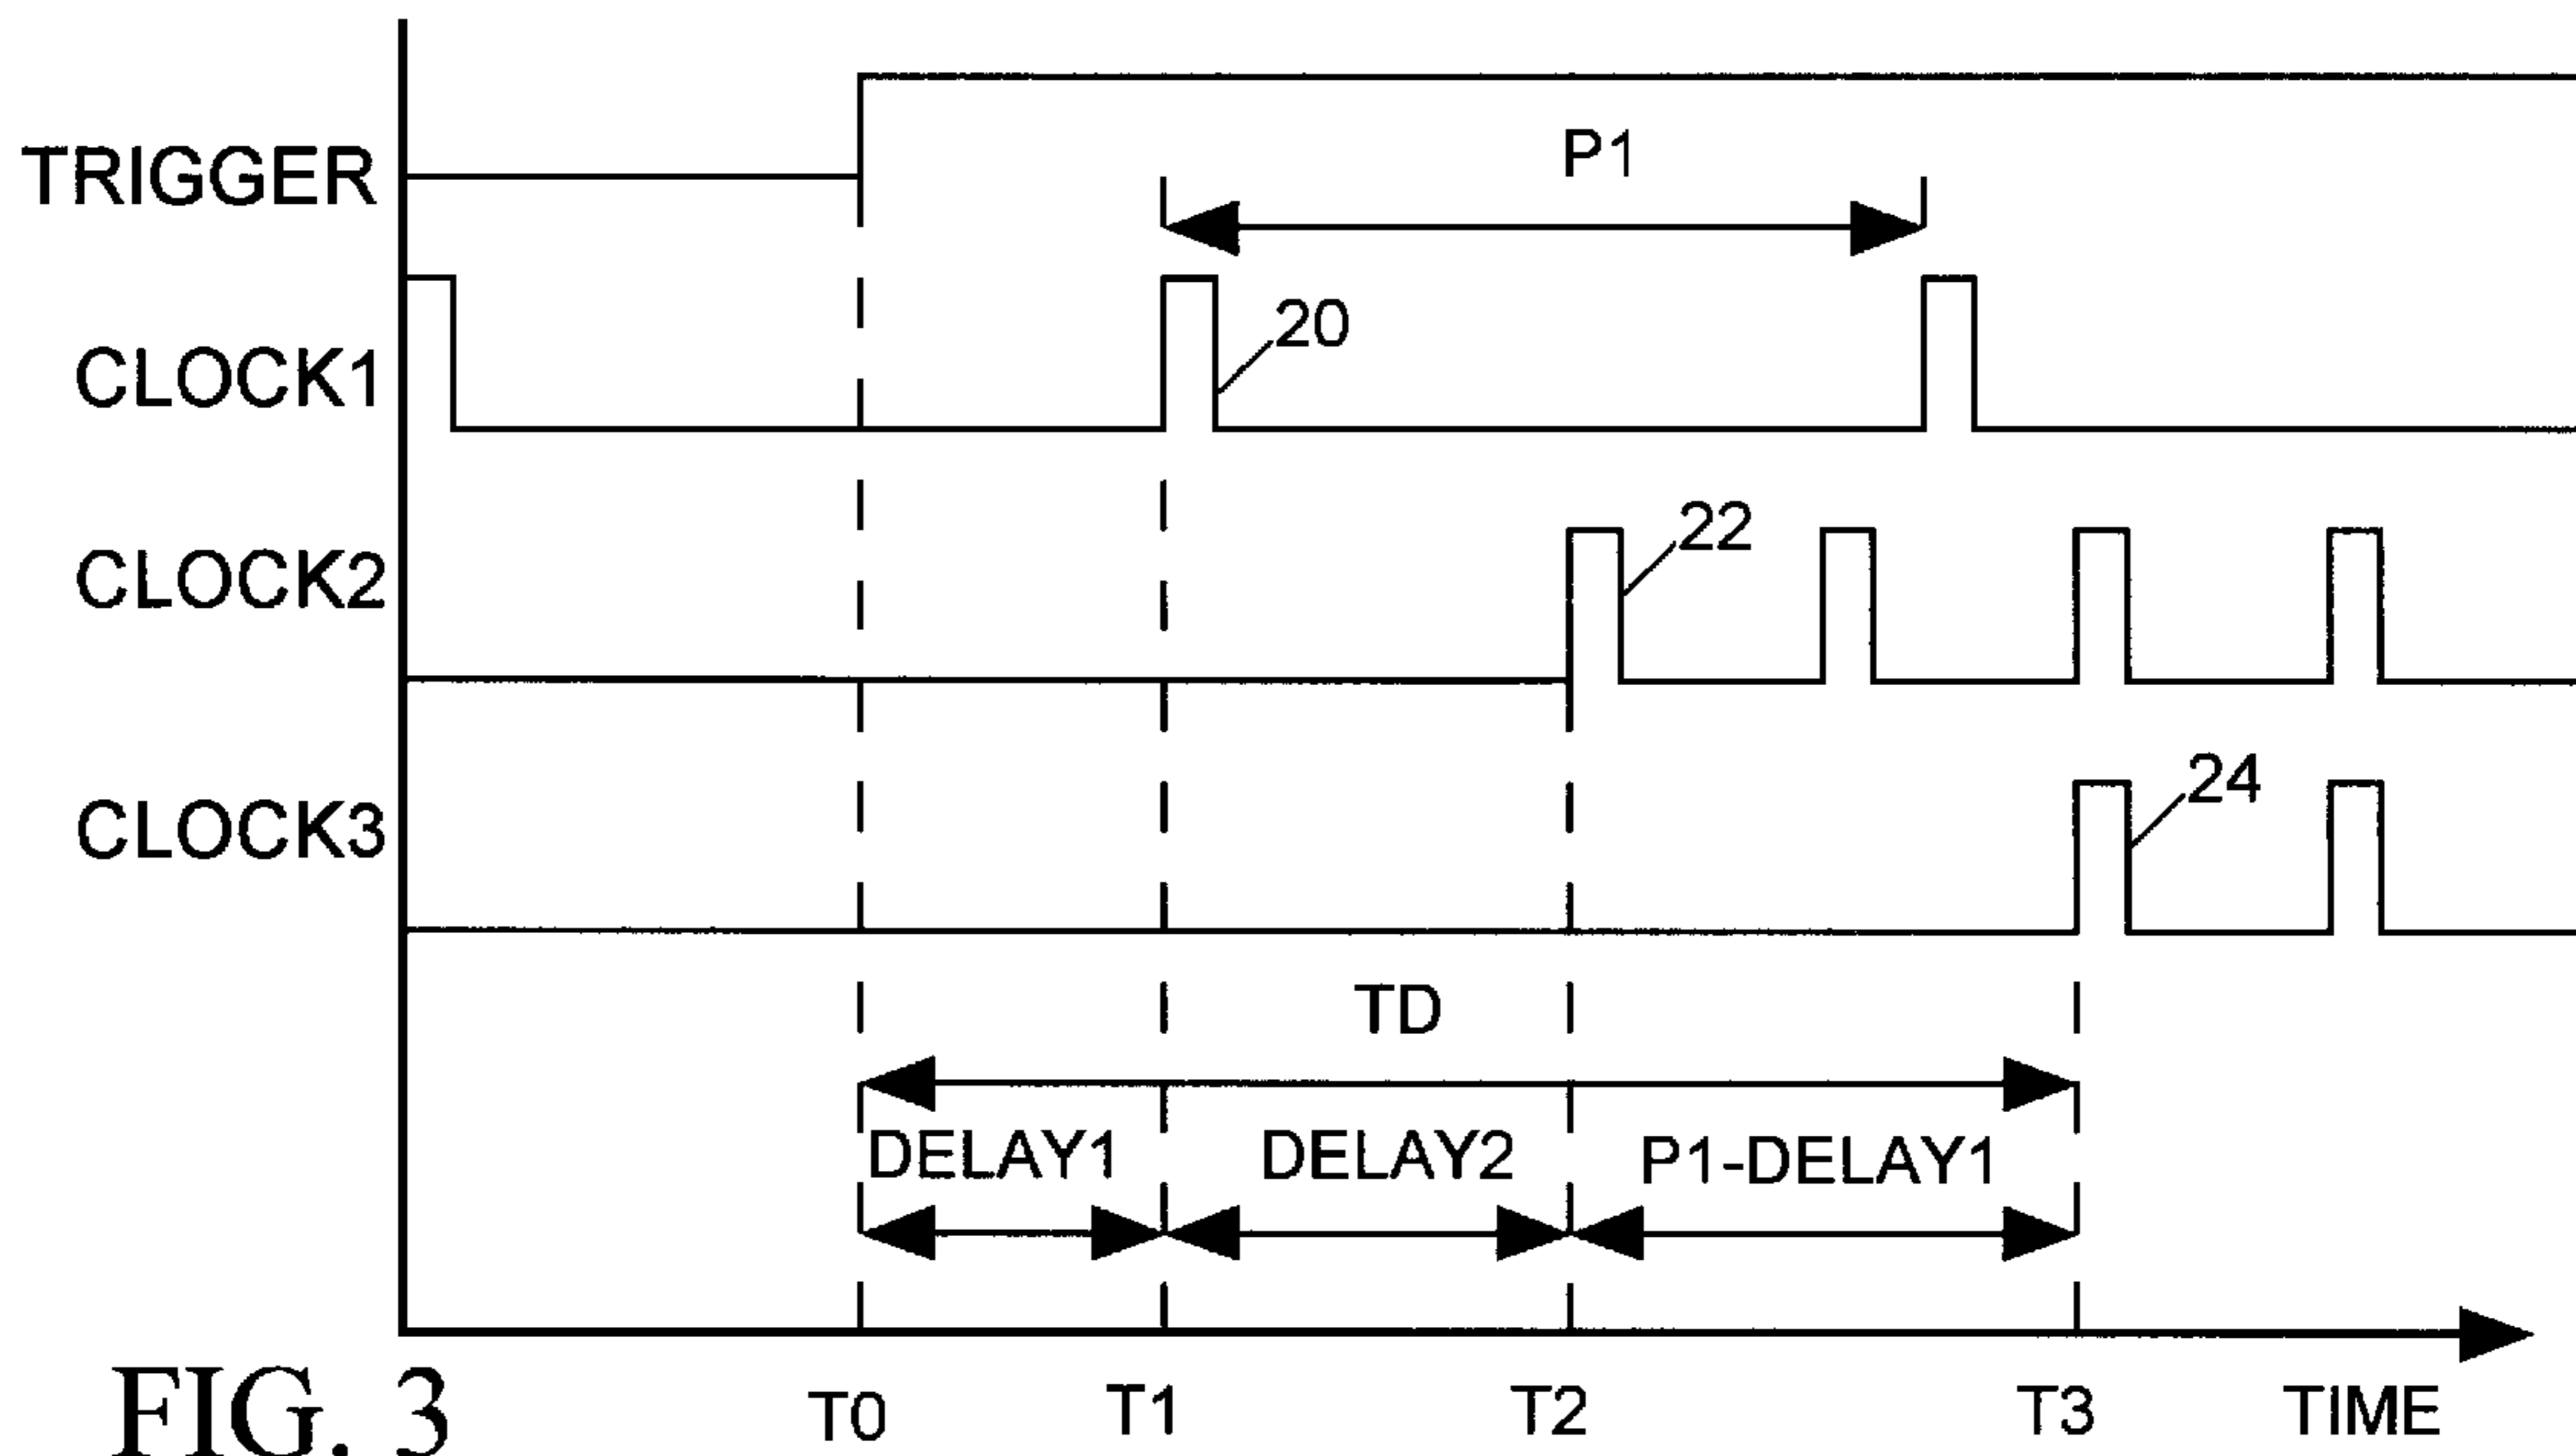 TRIGGER
P1
CLOCK1
20
CLOCK2
22
CLOCK3
24
TD
DELAY1 DELAY2 P1-DELAY1
T0 T1 T2 T3 TIME
FIG. 3